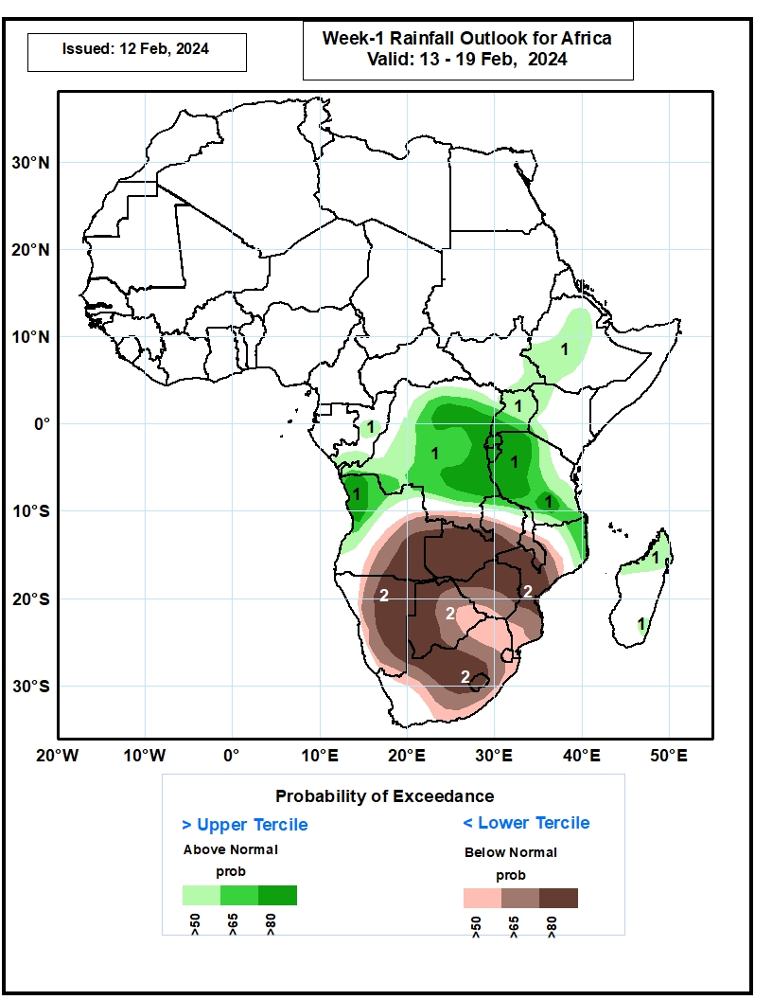 Issued: 12 Feb, 2024
Week-1 Rainfall Outlook for Africa
Valid: 13 - 19 Feb,  2024
30°N
20°N
10°N
0°
10°S
20°S
30°S
1
1
1
1
1
1
1
1
1
2
2
2
2
20°W
10°W
0°
10°E
20°E
30°E
40°E
50°E
Probability of Exceedance
> Upper Tercile
< Lower Tercile
Above Normal
Below Normal
prob
prob
>50
>65
>80
>50
>65
>80